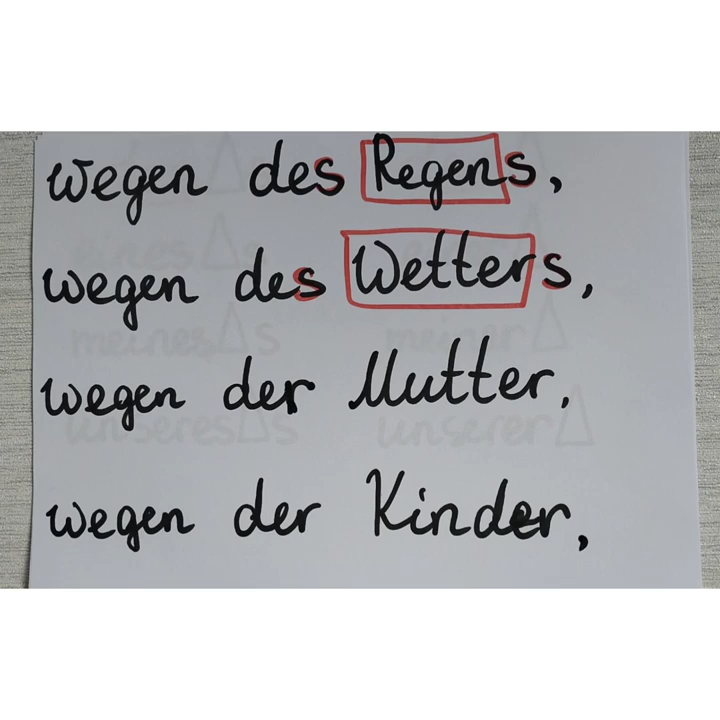 wegen des Regens,
wegen des Wetters,
wegen der Mutter,
wegen der Kinder,